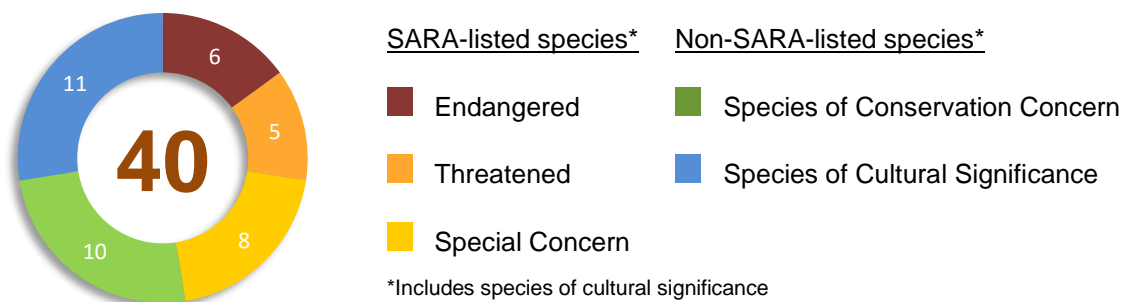 6
5
8
10
11
40
SARA-listed species*
Endangered
Threatened
Special Concern
Non-SARA-listed species*
Species of Conservation Concern
Species of Cultural Significance
*Includes species of cultural significance